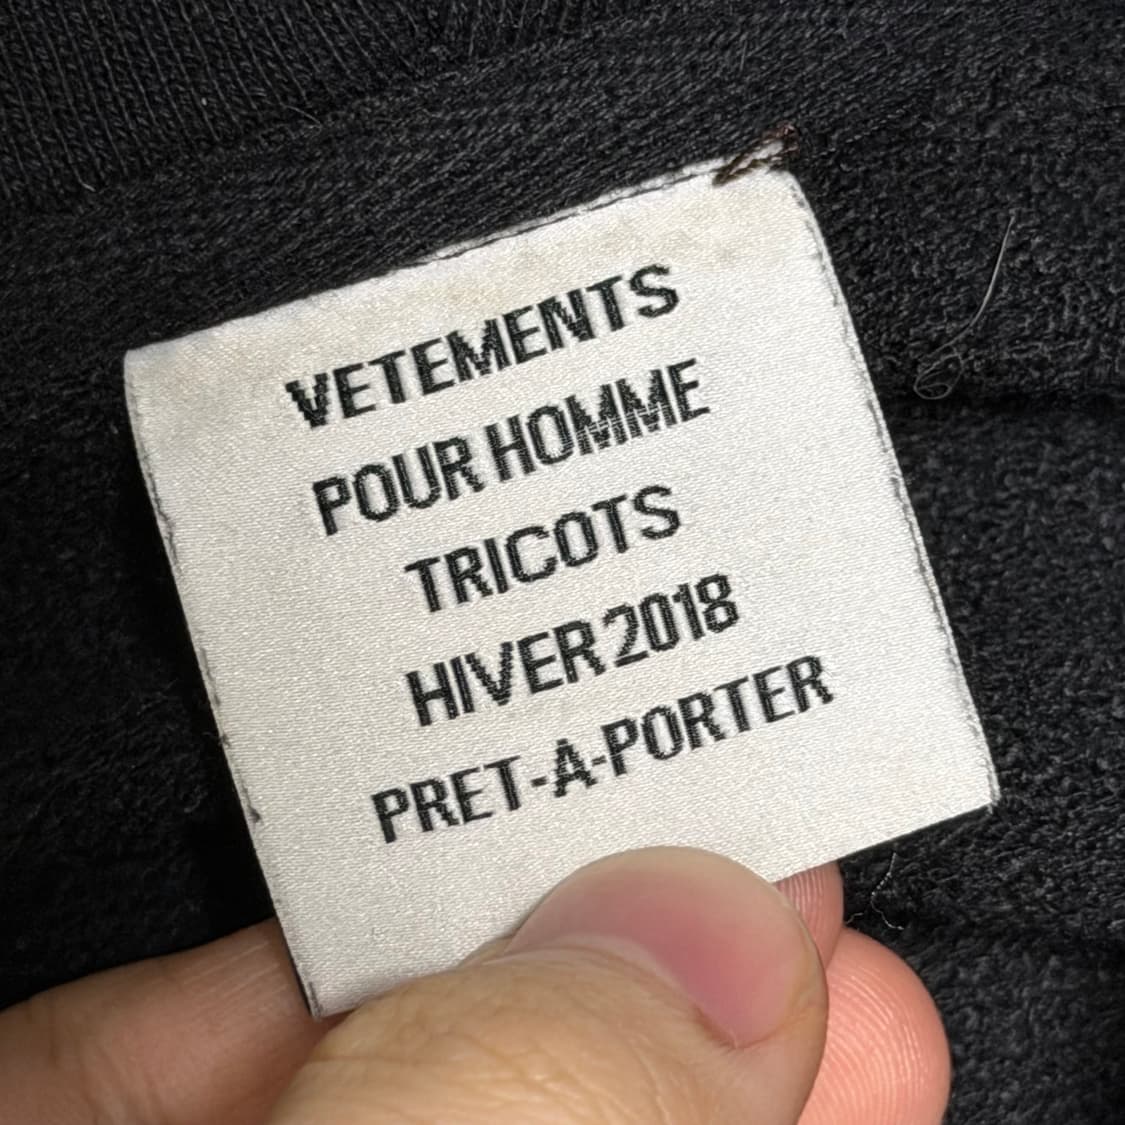 VETEMENTS
POUR HOMME
TRICOTS
HIVER 2018
PRET-A-PORTER